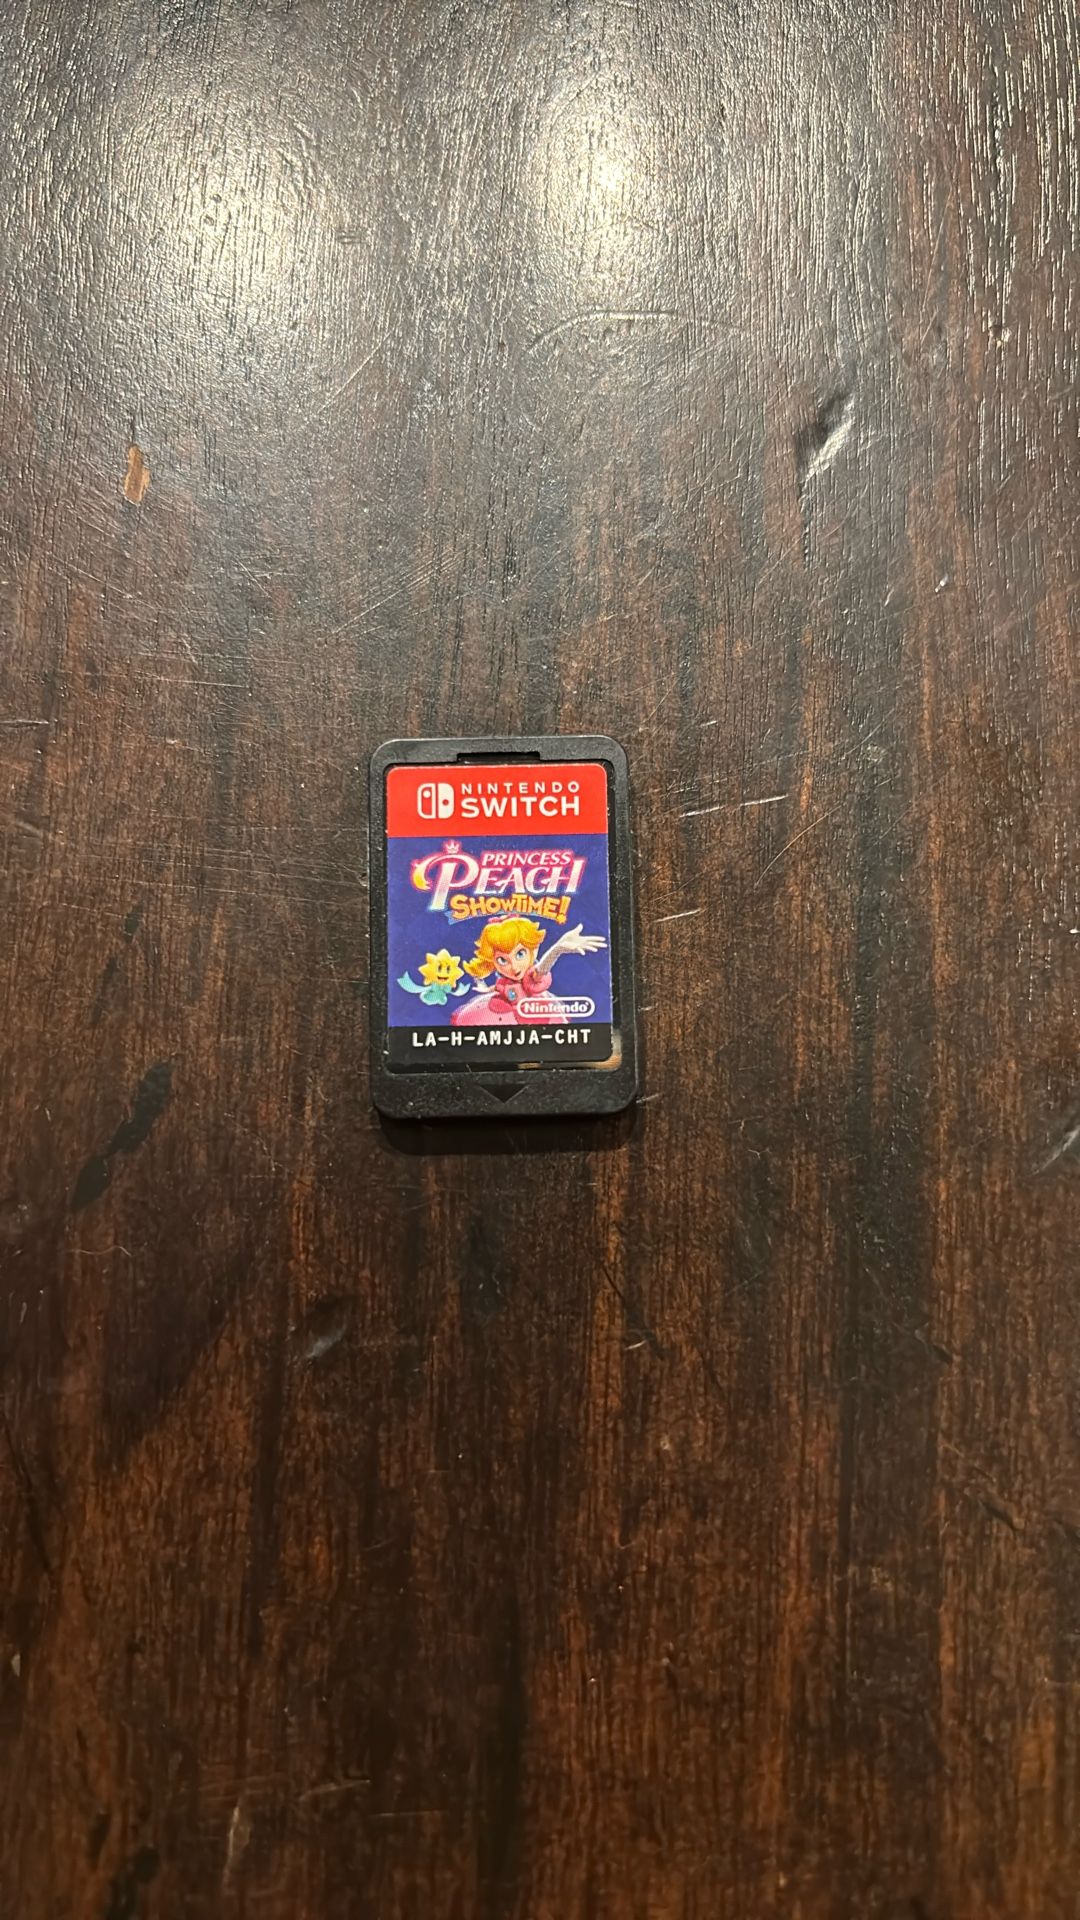 NINTENDO
SWITCH
PRINCESS
PEACH
SHOWTIME!
Nintendo
LA-H-AMJJA-CHT